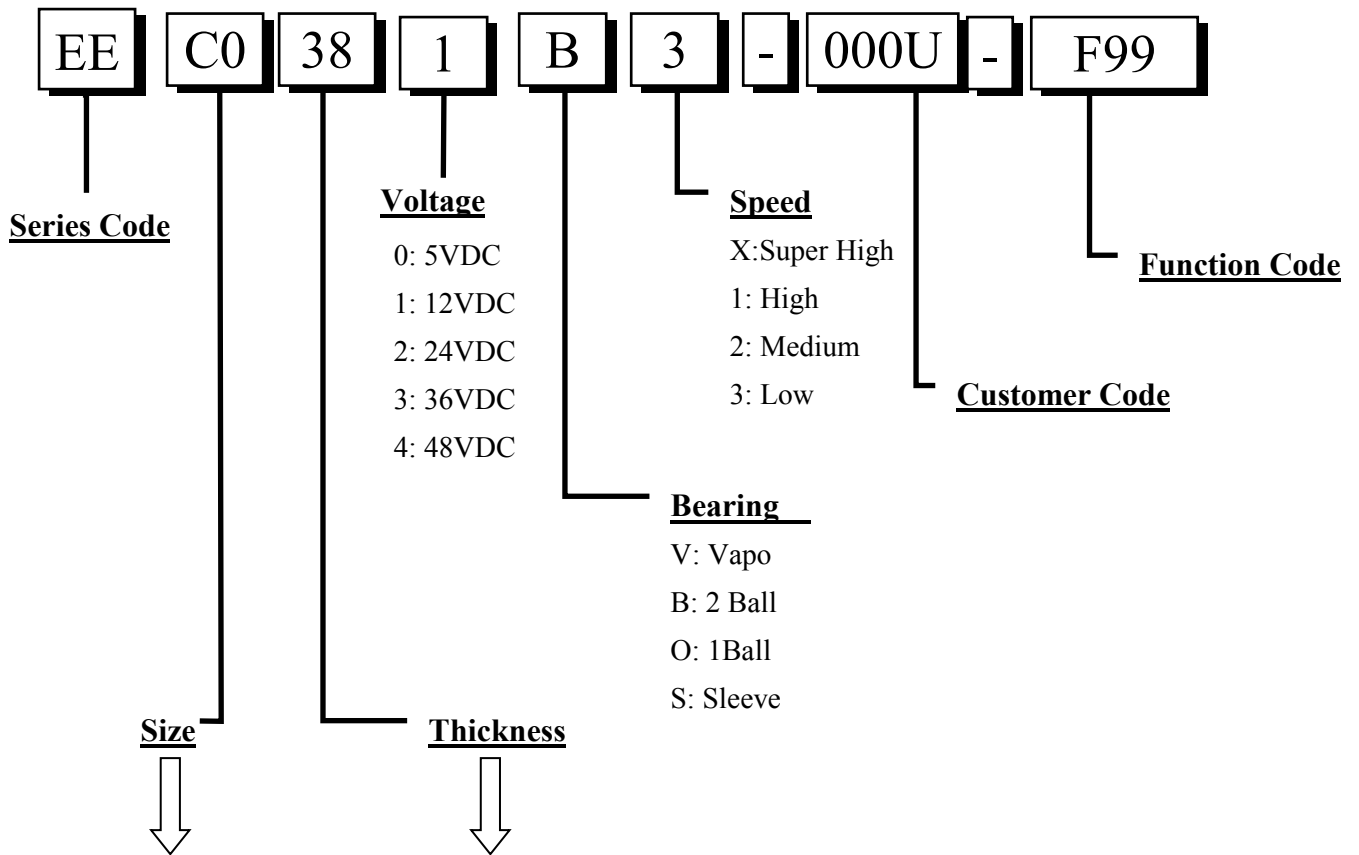 EE C0 38 1 B 3 - 000U - F99
Series Code
Voltage
0: 5VDC
1: 12VDC
2: 24VDC
3: 36VDC
4: 48VDC
Speed
X:Super High
1: High
2: Medium
3: Low
Function Code
Customer Code
Bearing
V: Vapo
B: 2 Ball
O: 1Ball
S: Sleeve
Size
Thickness